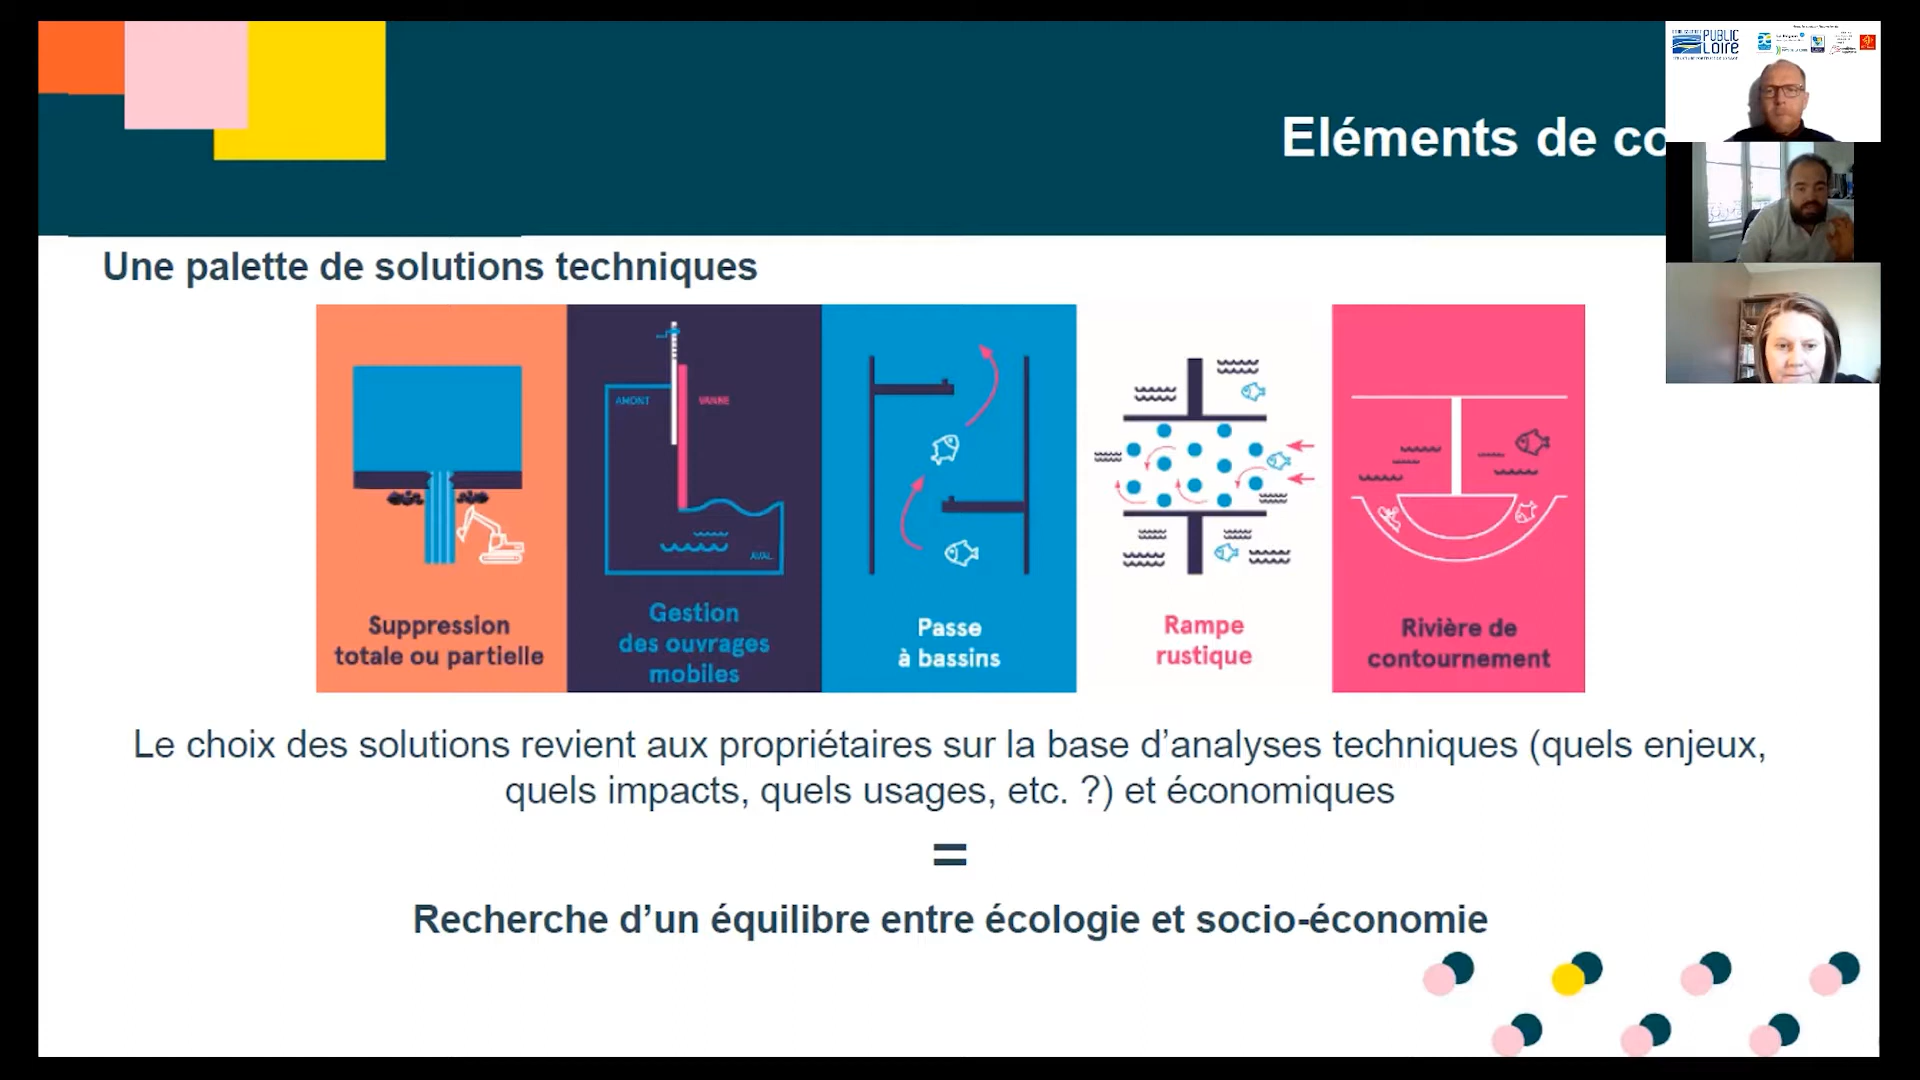 Eléments de co
PUBLIC
LOIRE
Une palette de solutions techniques
AMONT
VANNE
AVAL
Suppression
totale ou partielle
Gestion
des ouvrages
mobiles
Passe
à bassins
Rampe
rustique
Rivière de
contournement
Le choix des solutions revient aux propriétaires sur la base d’analyses techniques (quels enjeux,
quels impacts, quels usages, etc. ?) et économiques
=
Recherche d’un équilibre entre écologie et socio-économie